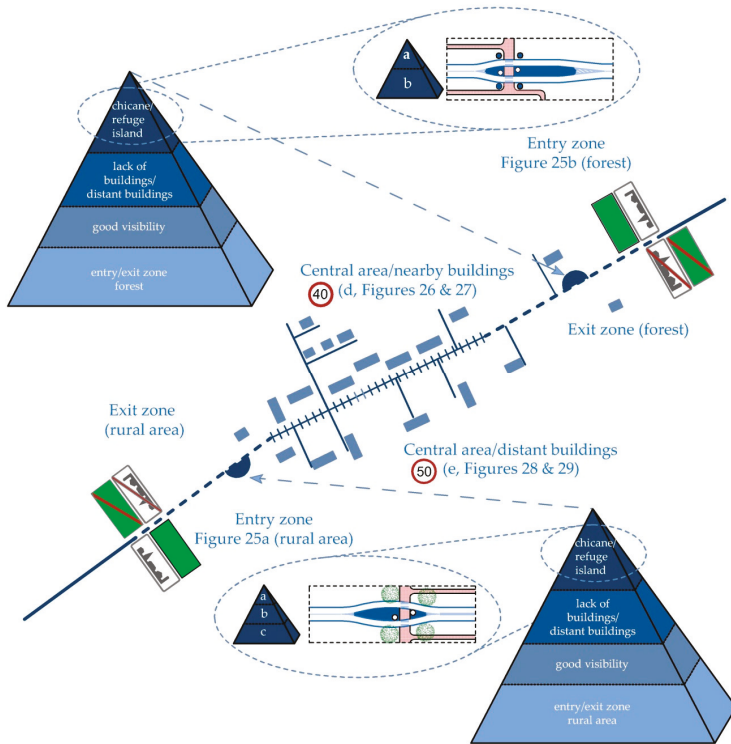 a
b
chicane/
refuge
island
lack of
buildings/
distant buildings
good visibility
entry/exit zone
forest
Entry zone
Figure 25b (forest)
Central area/nearby buildings
40 (d, Figures 26 & 27)
Exit zone (forest)
Exit zone
(rural area)
Central area/distant buildings
50 (e, Figures 28 & 29)
Entry zone
Figure 25a (rural area)
a
b
c
chicane/
refuge
island
lack of
buildings/
distant buildings
good visibility
entry/exit zone
rural area